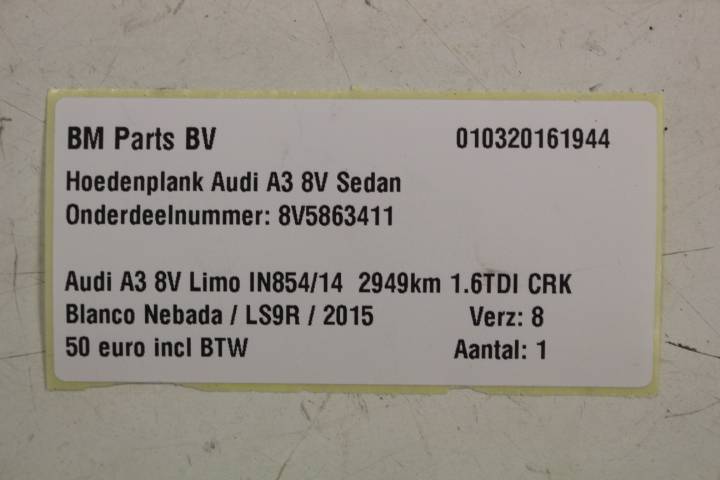 BM Parts BV 010320161944
Hoedenplank Audi A3 8V Sedan
Onderdeelnummer: 8V5863411
Audi A3 8V Limo IN854/14 2949km 1.6TDI CRK
Blanco Nebada / LS9R / 2015 Verz: 8
50 euro incl BTW Aantal: 1